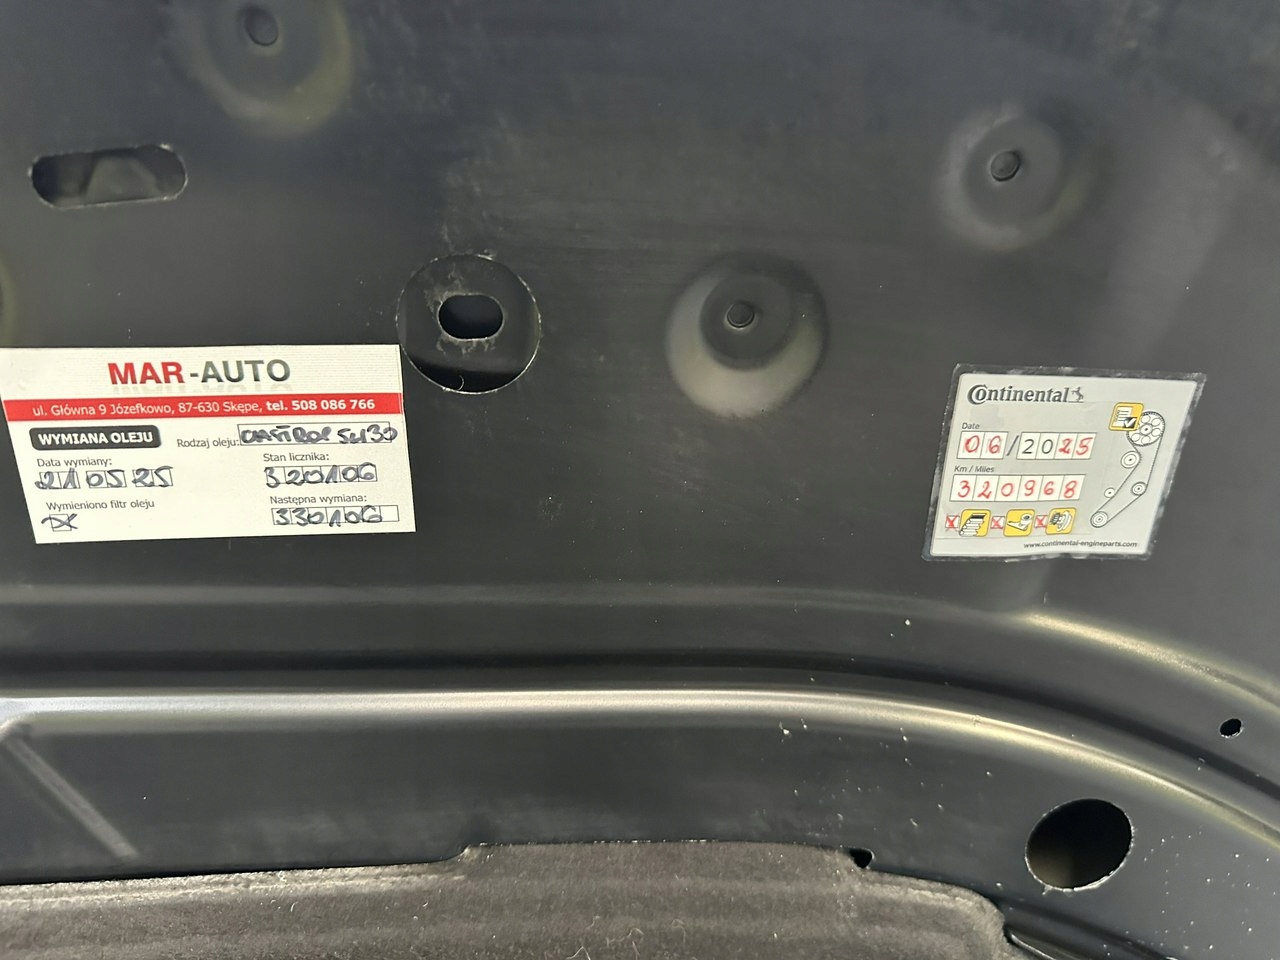 MAR-AUTO
ul. Główna 9 Józefkowo, 87-630 Skępe, tel. 508 086 766
WYMIANA OLEJU
Rodzaj oleju: CASTROL 5W30
Data wymiany:
21 05 25
Stan licznika:
320106
Wymieniono filtr oleju
X
Następna wymiana:
330106
Continental
Date
06/2025
Km / Miles
320968
X X X
www.continental-engineparts.com